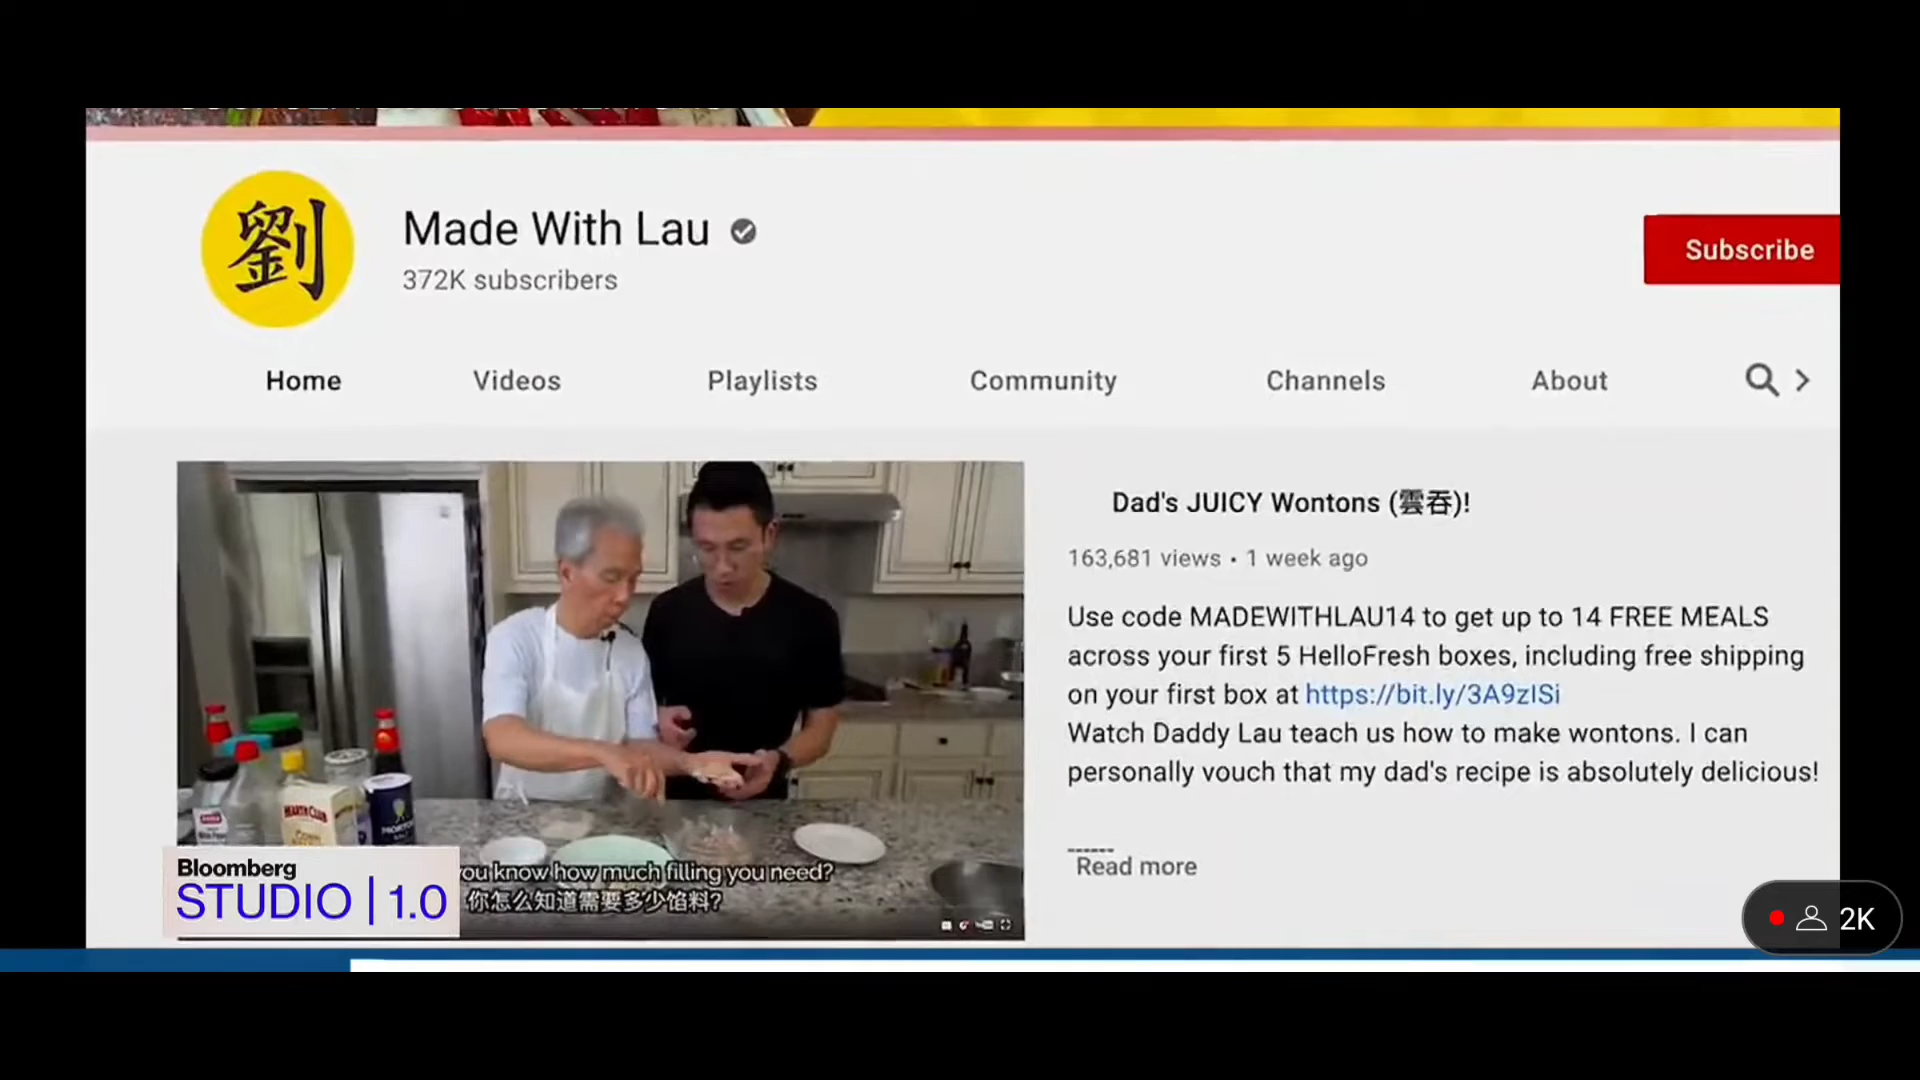 劉
Made With Lau
372K subscribers
Subscribe
Home
Videos
Playlists
Community
Channels
About
Dad's JUICY Wontons (雲吞)!
163,681 views • 1 week ago
Use code MADEWITHLAU14 to get up to 14 FREE MEALS
across your first 5 HelloFresh boxes, including free shipping
on your first box at https://bit.ly/3A9zISi
Watch Daddy Lau teach us how to make wontons. I can
personally vouch that my dad's recipe is absolutely delicious!
------
Read more
ou know how much filling you need?
你怎么知道需要多少馅料?
Bloomberg
STUDIO | 1.0
2K